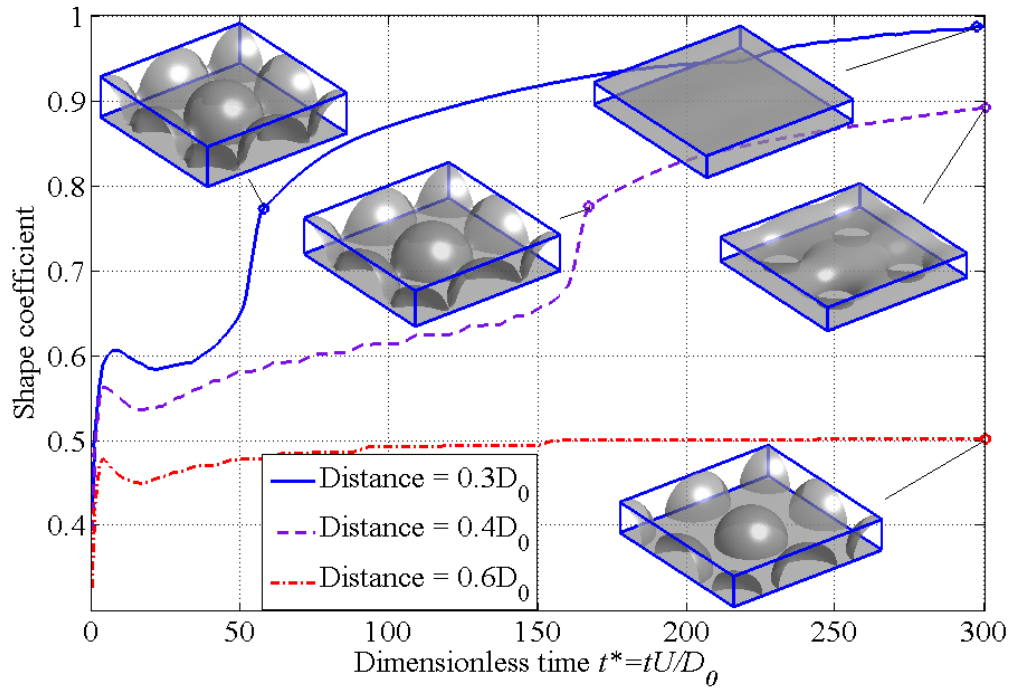 1
0.9
0.8
0.7
0.6
0.5
0.4
Shape coefficient
Distance = 0.3D₀
Distance = 0.4D₀
Distance = 0.6D₀
0 50 100 150 200 250 300
Dimensionless time t*=tU/D₀